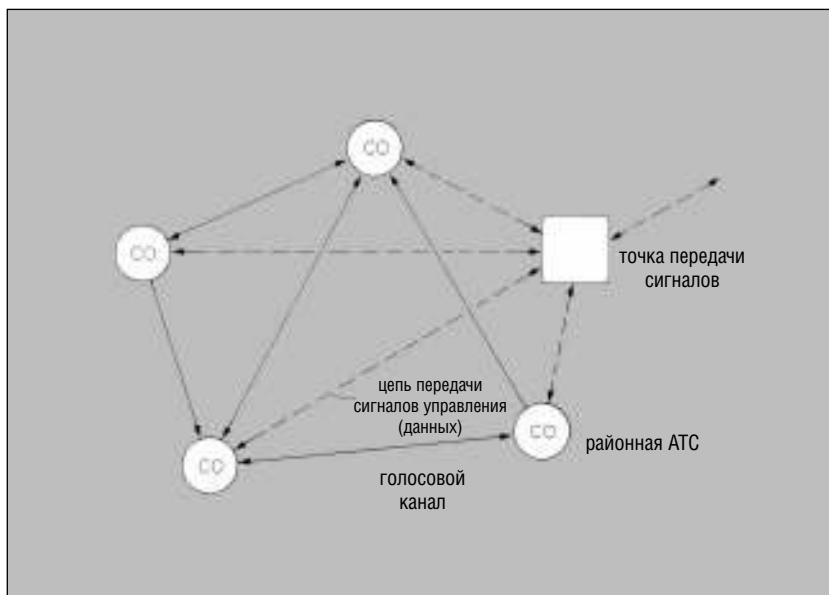 CO
CO
точка передачи
сигналов
цепь передачи
сигналов управления
(данных)
CO
районная АТС
CO
голосовой
канал